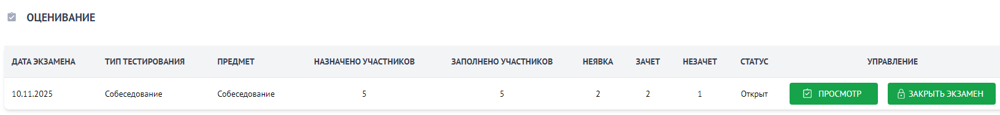 ОЦЕНИВАНИЕ
ДАТА ЭКЗАМЕНА ТИП ТЕСТИРОВАНИЯ ПРЕДМЕТ НАЗНАЧЕНО УЧАСТНИКОВ ЗАПОЛНЕНО УЧАСТНИКОВ НЕЯВКА ЗАЧЕТ НЕЗАЧЕТ СТАТУС УПРАВЛЕНИЕ
10.11.2025 Собеседование Собеседование 5 5 2 2 1 Открыт ПРОСМОТР ЗАКРЫТЬ ЭКЗАМЕН